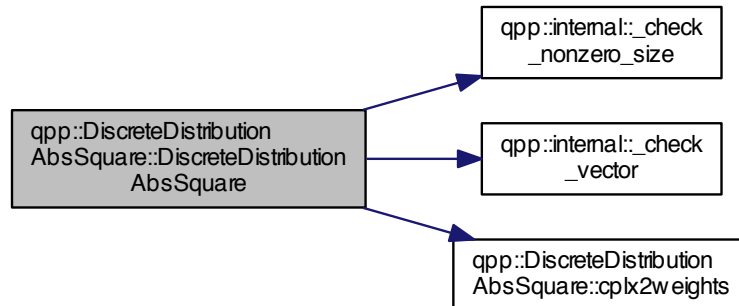 qpp::internal::_check
_nonzero_size
qpp::DiscreteDistribution
AbsSquare::DiscreteDistribution
AbsSquare
qpp::internal::_check
_vector
qpp::DiscreteDistribution
AbsSquare::cplx2weights